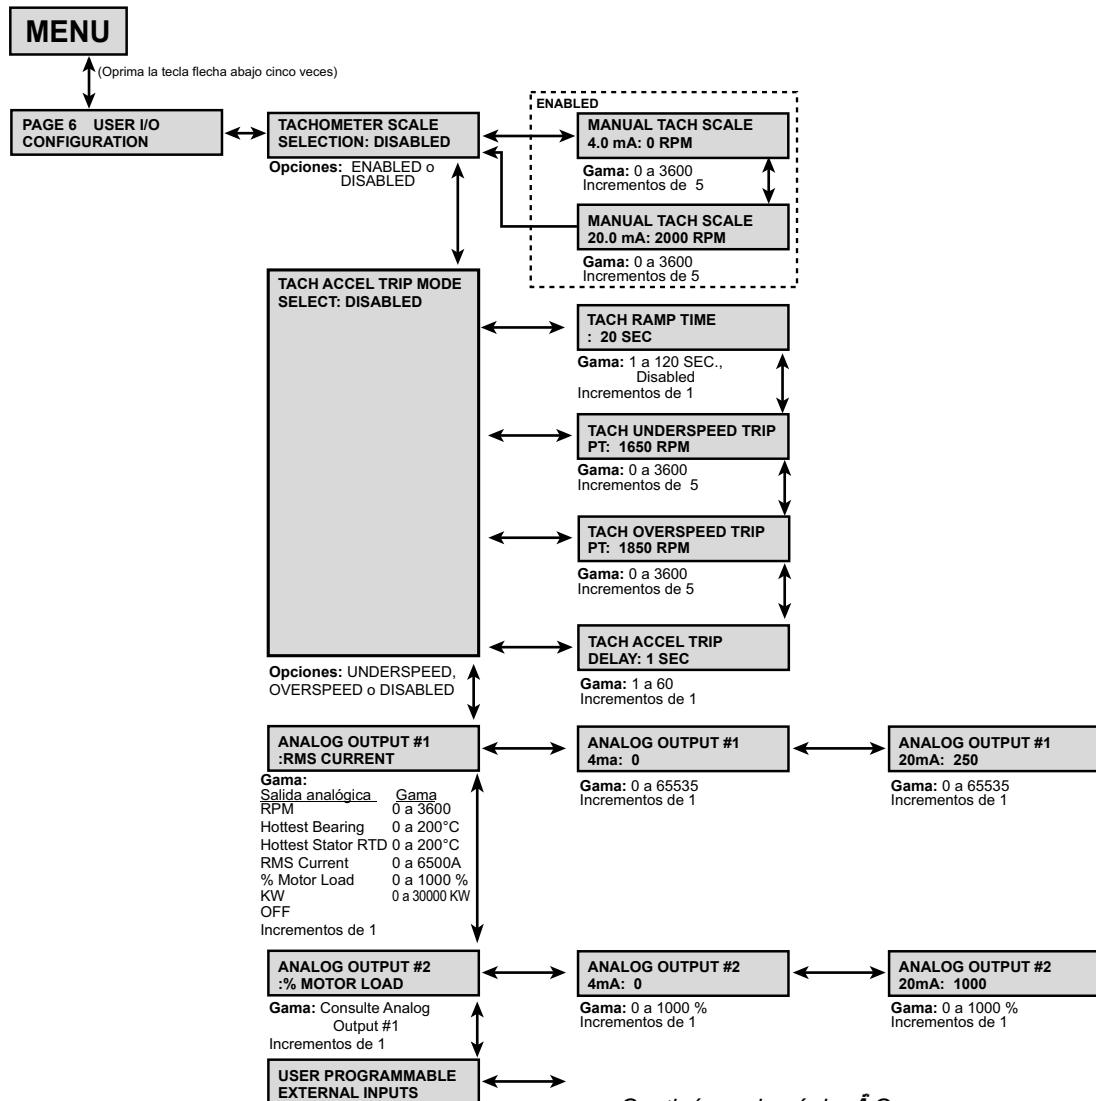 MENU
(Oprima la tecla flecha abajo cinco veces)
PAGE 6 USER I/O
CONFIGURATION
TACHOMETER SCALE
SELECTION: DISABLED
Opciones: ENABLED o
DISABLED
ENABLED
MANUAL TACH SCALE
4.0 mA: 0 RPM
Gama: 0 a 3600
Incrementos de 5
MANUAL TACH SCALE
20.0 mA: 2000 RPM
Gama: 0 a 3600
Incrementos de 5
TACH ACCEL TRIP MODE
SELECT: DISABLED
TACH RAMP TIME
: 20 SEC
Gama: 1 a 120 SEC.,
Disabled
Incrementos de 1
TACH UNDERSPEED TRIP
PT: 1650 RPM
Gama: 0 a 3600
Incrementos de 5
TACH OVERSPEED TRIP
PT: 1850 RPM
Gama: 0 a 3600
Incrementos de 5
TACH ACCEL TRIP
DELAY: 1 SEC
Gama: 1 a 60
Incrementos de 1
Opciones: UNDERSPEED,
OVERSPEED o DISABLED
ANALOG OUTPUT #1
:RMS CURRENT
Gama:
Salida analógica Gama
RPM 0 a 3600
Hottest Bearing 0 a 200°C
Hottest Stator RTD 0 a 200°C
RMS Current 0 a 6500A
% Motor Load 0 a 1000 %
KW 0 a 30000 KW
OFF
Incrementos de 1
ANALOG OUTPUT #1
4ma: 0
Gama: 0 a 65535
Incrementos de 1
ANALOG OUTPUT #1
20mA: 250
Gama: 0 a 65535
Incrementos de 1
ANALOG OUTPUT #2
:% MOTOR LOAD
Gama: Consulte Analog
Output #1
Incrementos de 1
ANALOG OUTPUT #2
4mA: 0
Gama: 0 a 1000 %
Incrementos de 1
ANALOG OUTPUT #2
20mA: 1000
Gama: 0 a 1000 %
Incrementos de 1
USER PROGRAMMABLE
EXTERNAL INPUTS